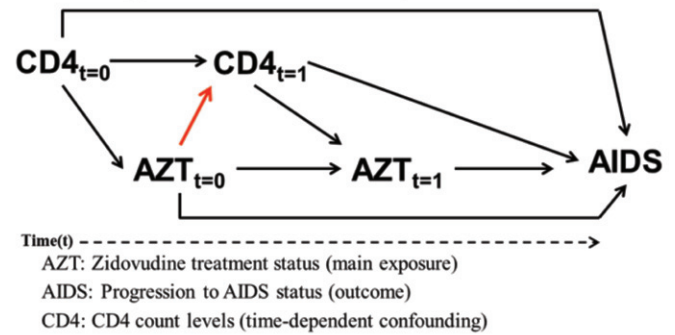 CD4t=0
CD4t=1
AZTt=0
AZTt=1
AIDS
Time(t)
AZT: Zidovudine treatment status (main exposure)
AIDS: Progression to AIDS status (outcome)
CD4: CD4 count levels (time-dependent confounding)